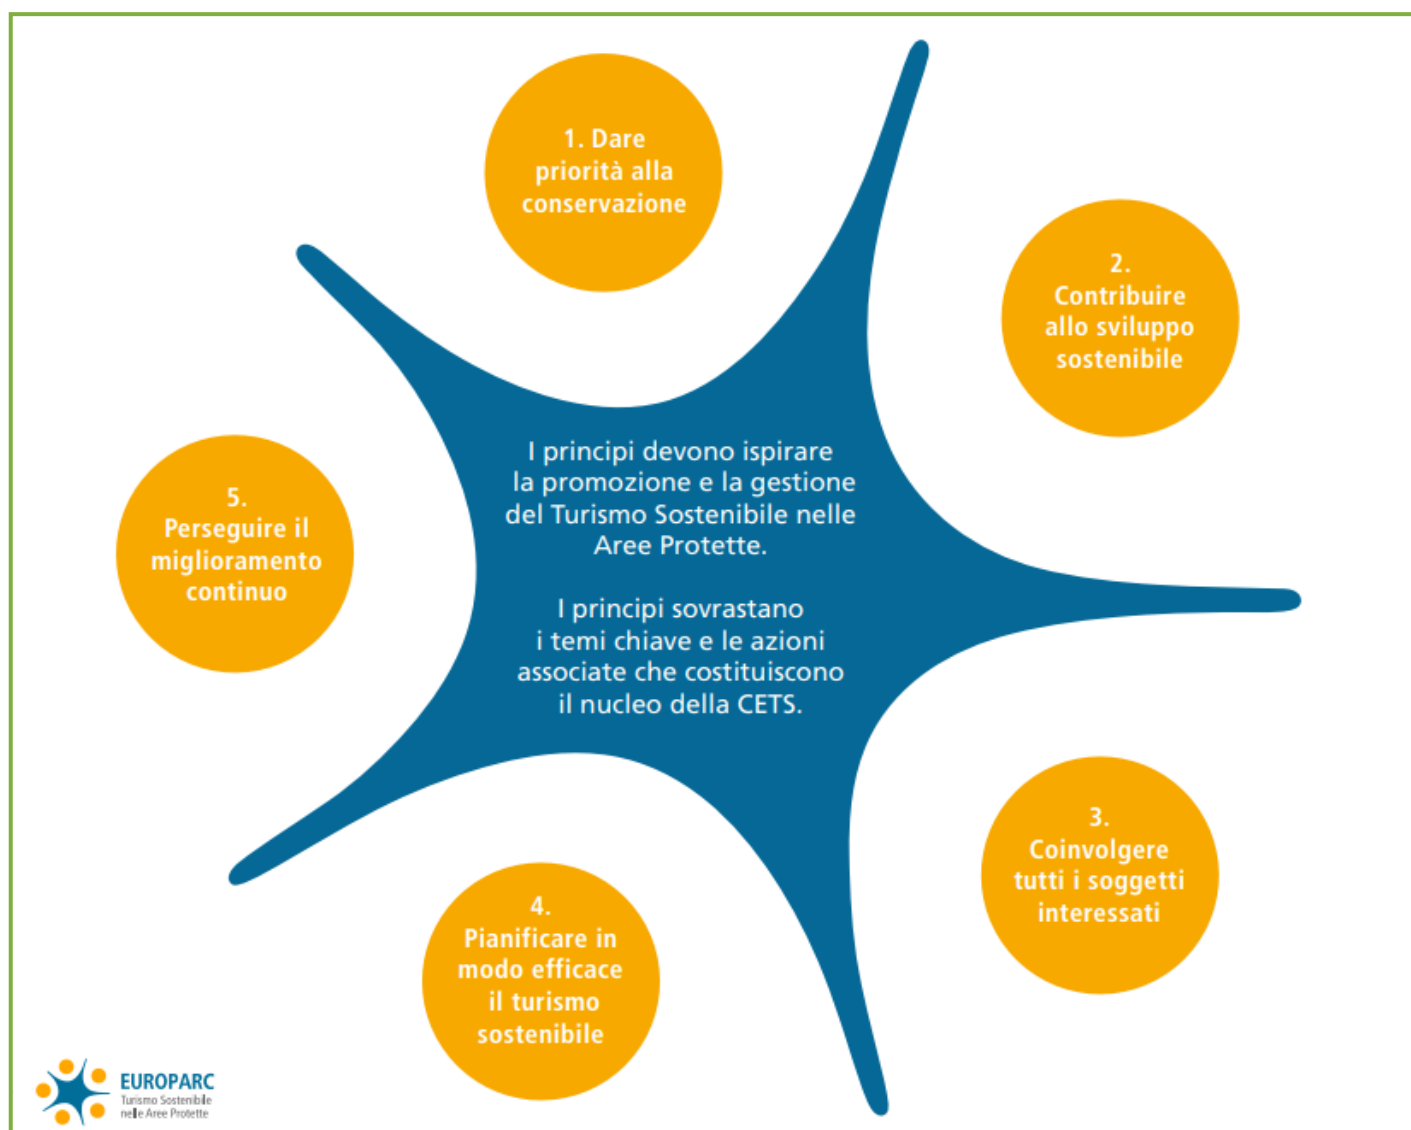 1. Dare
priorità alla
conservazione
2.
Contribuire
allo sviluppo
sostenibile
I principi devono ispirare
la promozione e la gestione
del Turismo Sostenibile nelle
Aree Protette.
I principi sovrastano
i temi chiave e le azioni
associate che costituiscono
il nucleo della CETS.
3.
Coinvolgere
tutti i soggetti
interessati
4.
Pianificare in
modo efficace
il turismo
sostenibile
5.
Perseguire il
miglioramento
continuo
EUROPARC
Turismo Sostenibile
nelle Aree Protette